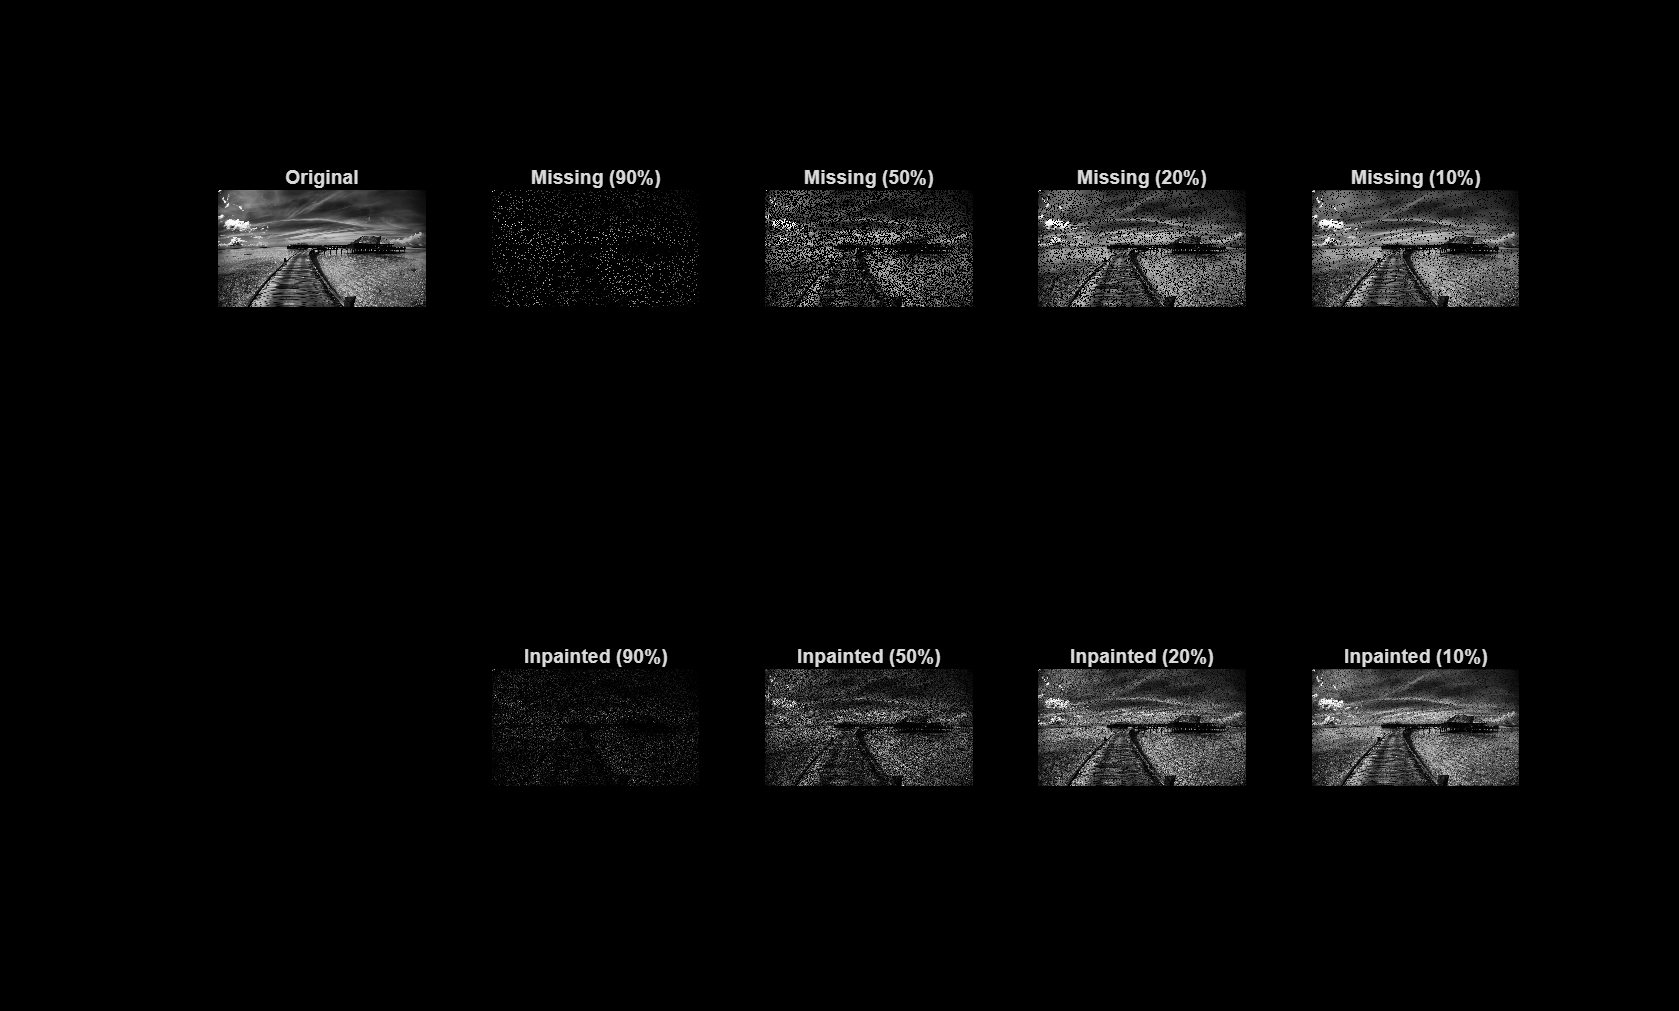 Original
Missing (90%)
Missing (50%)
Missing (20%)
Missing (10%)
Inpainted (90%)
Inpainted (50%)
Inpainted (20%)
Inpainted (10%)